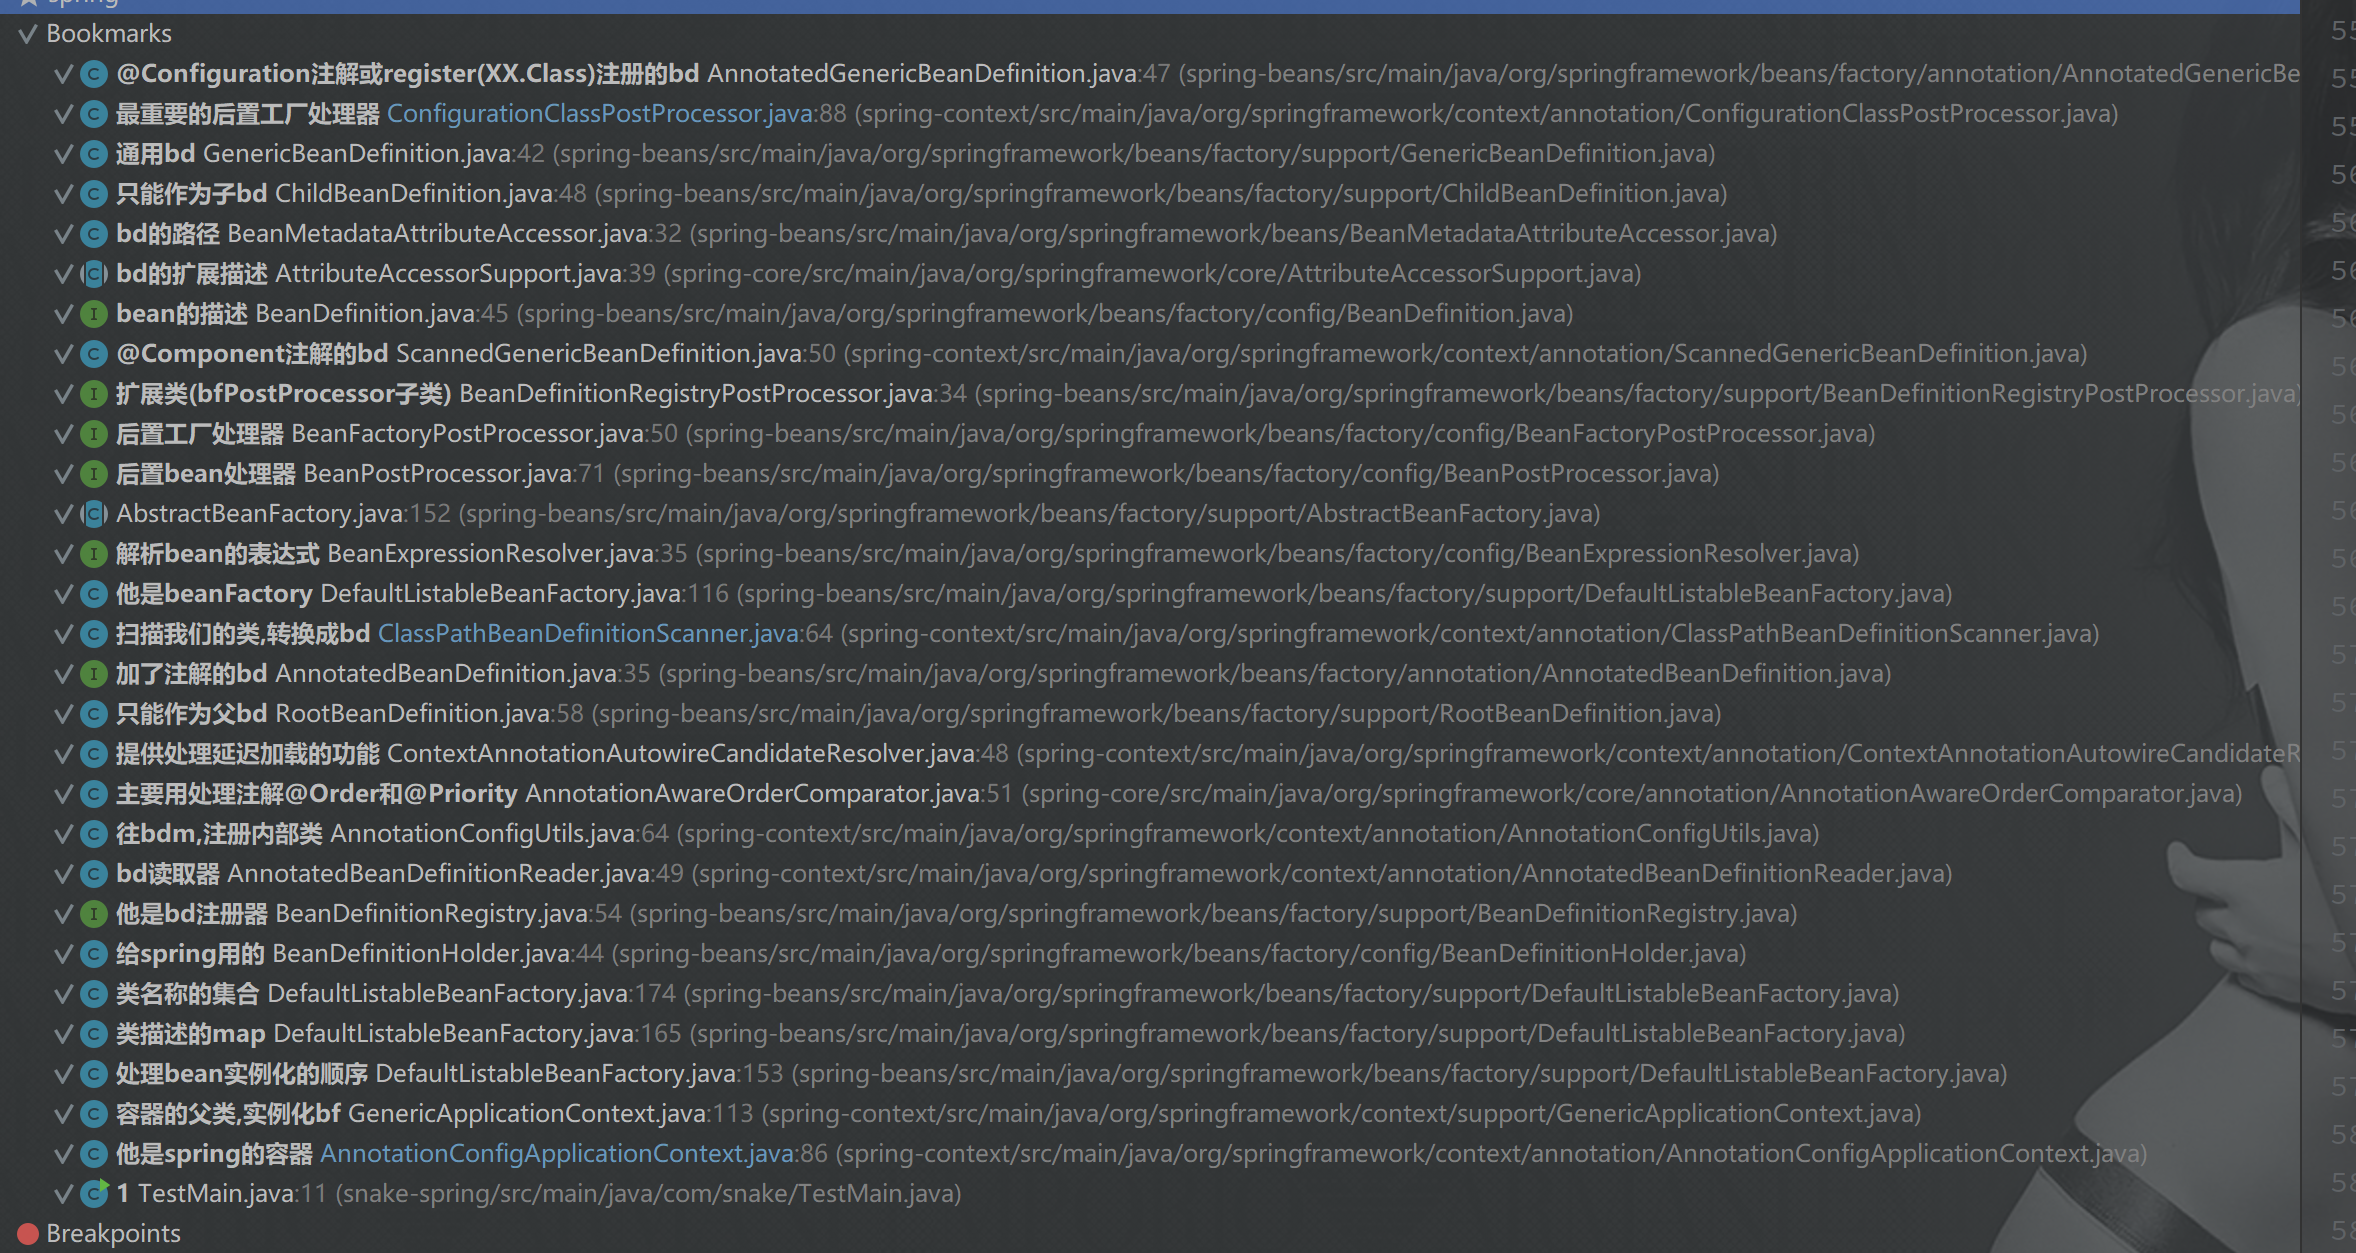 spring
Bookmarks
@Configuration注解或register(XX.Class)注册的bd AnnotatedGenericBeanDefinition.java:47 (spring-beans/src/main/java/org/springframework/beans/factory/annotation/AnnotatedGenericBe
最重要的后置工厂处理器 ConfigurationClassPostProcessor.java:88 (spring-context/src/main/java/org/springframework/context/annotation/ConfigurationClassPostProcessor.java)
通用bd GenericBeanDefinition.java:42 (spring-beans/src/main/java/org/springframework/beans/factory/support/GenericBeanDefinition.java)
只能作为子bd ChildBeanDefinition.java:48 (spring-beans/src/main/java/org/springframework/beans/factory/support/ChildBeanDefinition.java)
bd的路径 BeanMetadataAttributeAccessor.java:32 (spring-beans/src/main/java/org/springframework/beans/BeanMetadataAttributeAccessor.java)
bd的扩展描述 AttributeAccessorSupport.java:39 (spring-core/src/main/java/org/springframework/core/AttributeAccessorSupport.java)
bean的描述 BeanDefinition.java:45 (spring-beans/src/main/java/org/springframework/beans/factory/config/BeanDefinition.java)
@Component注解的bd ScannedGenericBeanDefinition.java:50 (spring-context/src/main/java/org/springframework/context/annotation/ScannedGenericBeanDefinition.java)
扩展类(bfPostProcessor子类) BeanDefinitionRegistryPostProcessor.java:34 (spring-beans/src/main/java/org/springframework/beans/factory/support/BeanDefinitionRegistryPostProcessor.java)
后置工厂处理器 BeanFactoryPostProcessor.java:50 (spring-beans/src/main/java/org/springframework/beans/factory/config/BeanFactoryPostProcessor.java)
后置bean处理器 BeanPostProcessor.java:71 (spring-beans/src/main/java/org/springframework/beans/factory/config/BeanPostProcessor.java)
AbstractBeanFactory.java:152 (spring-beans/src/main/java/org/springframework/beans/factory/support/AbstractBeanFactory.java)
解析bean的表达式 BeanExpressionResolver.java:35 (spring-beans/src/main/java/org/springframework/beans/factory/config/BeanExpressionResolver.java)
他是beanFactory DefaultListableBeanFactory.java:116 (spring-beans/src/main/java/org/springframework/beans/factory/support/DefaultListableBeanFactory.java)
扫描我们的类,转换成bd ClassPathBeanDefinitionScanner.java:64 (spring-context/src/main/java/org/springframework/context/annotation/ClassPathBeanDefinitionScanner.java)
加了注解的bd AnnotatedBeanDefinition.java:35 (spring-beans/src/main/java/org/springframework/beans/factory/annotation/AnnotatedBeanDefinition.java)
只能作为父bd RootBeanDefinition.java:58 (spring-beans/src/main/java/org/springframework/beans/factory/support/RootBeanDefinition.java)
提供处理延迟加载的功能 ContextAnnotationAutowireCandidateResolver.java:48 (spring-context/src/main/java/org/springframework/context/annotation/ContextAnnotationAutowireCandidateR
主要用处理注解@Order和@Priority AnnotationAwareOrderComparator.java:51 (spring-core/src/main/java/org/springframework/core/annotation/AnnotationAwareOrderComparator.java)
往bdm,注册内部类 AnnotationConfigUtils.java:64 (spring-context/src/main/java/org/springframework/context/annotation/AnnotationConfigUtils.java)
bd读取器 AnnotatedBeanDefinitionReader.java:49 (spring-context/src/main/java/org/springframework/context/annotation/AnnotatedBeanDefinitionReader.java)
他是bd注册器 BeanDefinitionRegistry.java:54 (spring-beans/src/main/java/org/springframework/beans/factory/support/BeanDefinitionRegistry.java)
给spring用的 BeanDefinitionHolder.java:44 (spring-beans/src/main/java/org/springframework/beans/factory/config/BeanDefinitionHolder.java)
类名称的集合 DefaultListableBeanFactory.java:174 (spring-beans/src/main/java/org/springframework/beans/factory/support/DefaultListableBeanFactory.java)
类描述的map DefaultListableBeanFactory.java:165 (spring-beans/src/main/java/org/springframework/beans/factory/support/DefaultListableBeanFactory.java)
处理bean实例化的顺序 DefaultListableBeanFactory.java:153 (spring-beans/src/main/java/org/springframework/beans/factory/support/DefaultListableBeanFactory.java)
容器的父类,实例化bf GenericApplicationContext.java:113 (spring-context/src/main/java/org/springframework/context/support/GenericApplicationContext.java)
他是spring的容器 AnnotationConfigApplicationContext.java:86 (spring-context/src/main/java/org/springframework/context/annotation/AnnotationConfigApplicationContext.java)
1 TestMain.java:11 (snake-spring/src/main/java/com/snake/TestMain.java)
Breakpoints